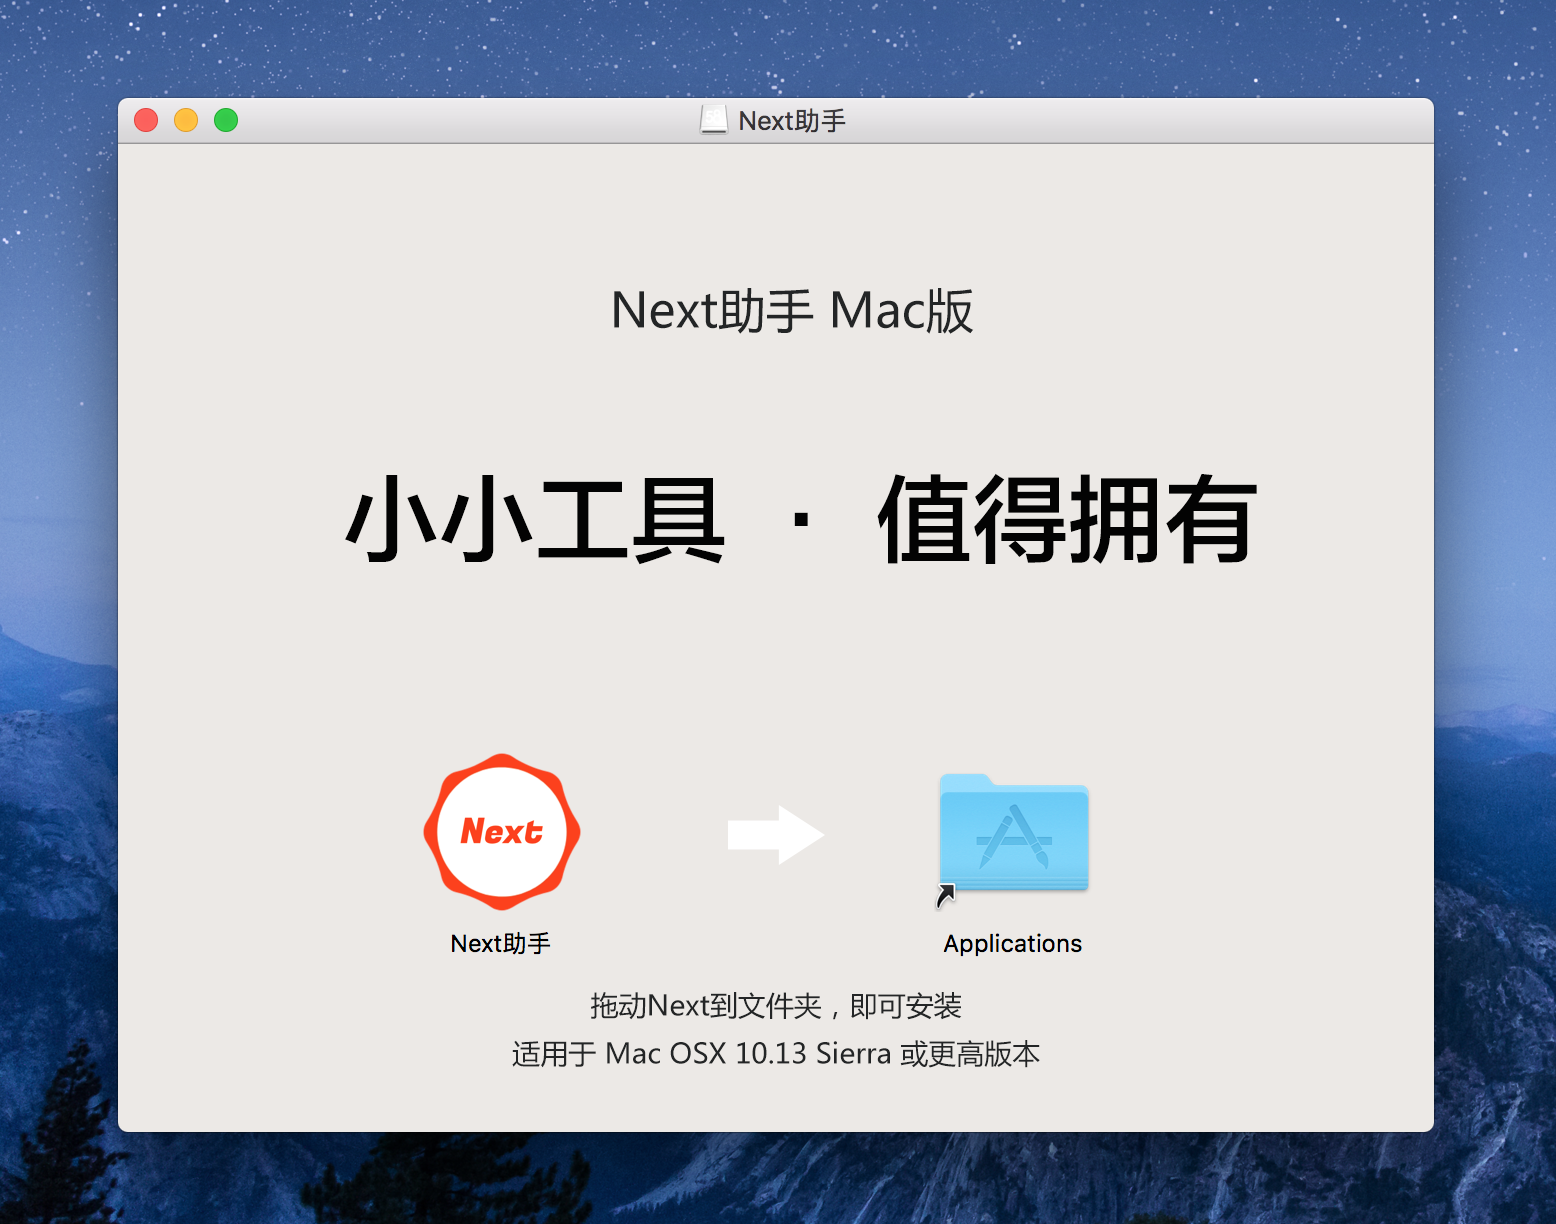 Next助手
Next助手 Mac版
小小工具 · 值得拥有
Next
Next助手
Applications
拖动Next到文件夹，即可安装
适用于 Mac OSX 10.13 Sierra 或更高版本